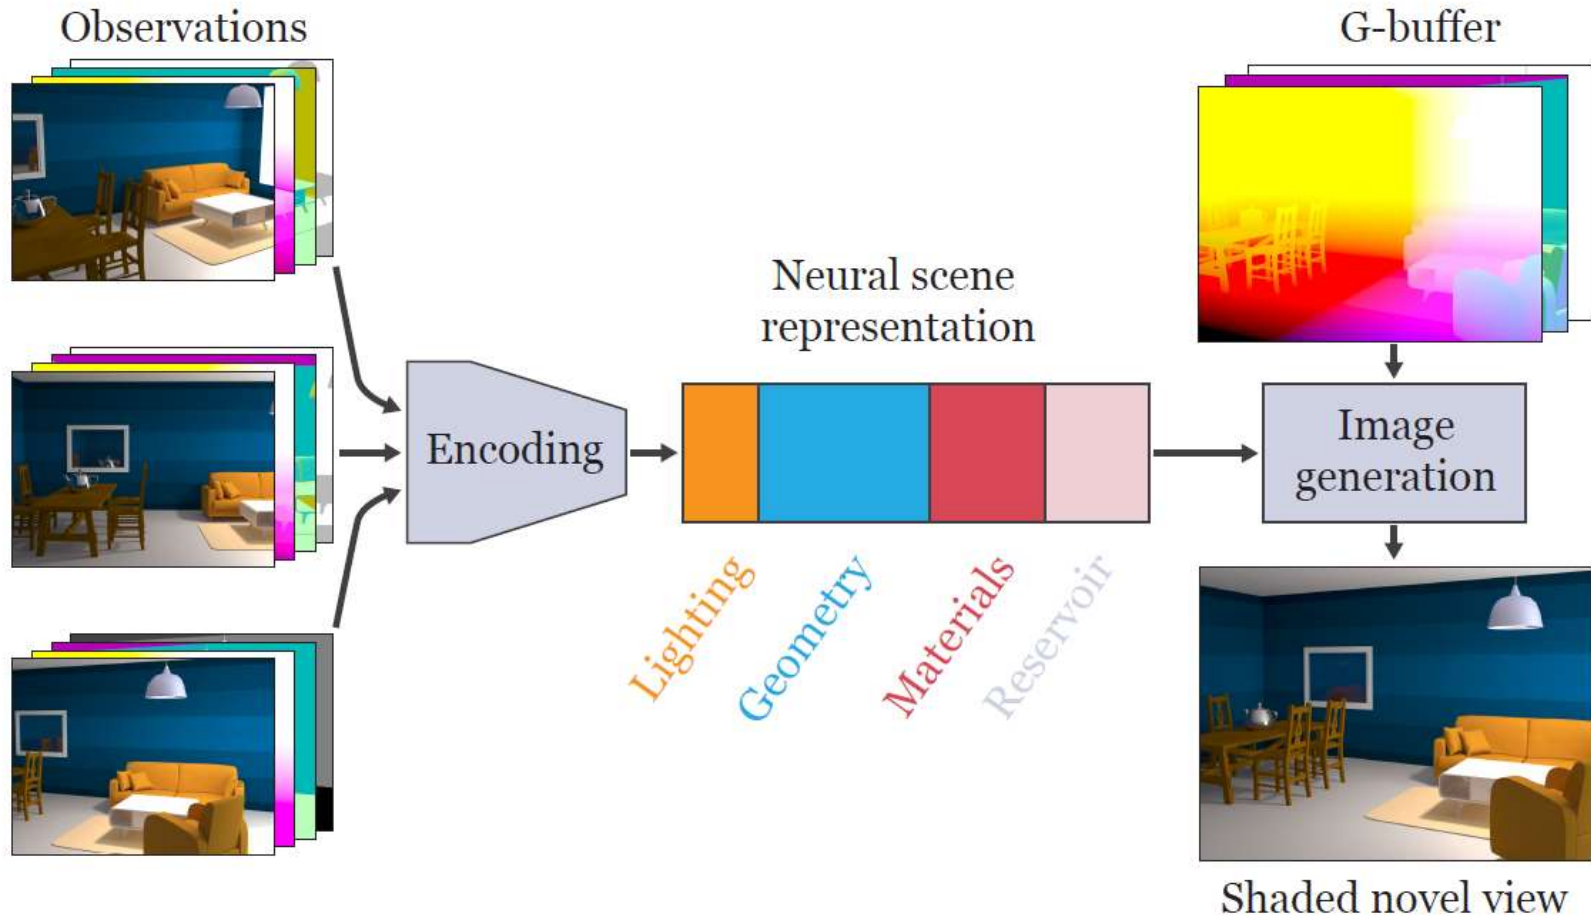 Observations
G-buffer
Neural scene
representation
Encoding
Image
generation
Lighting
Geometry
Materials
Reservoir
Shaded novel view